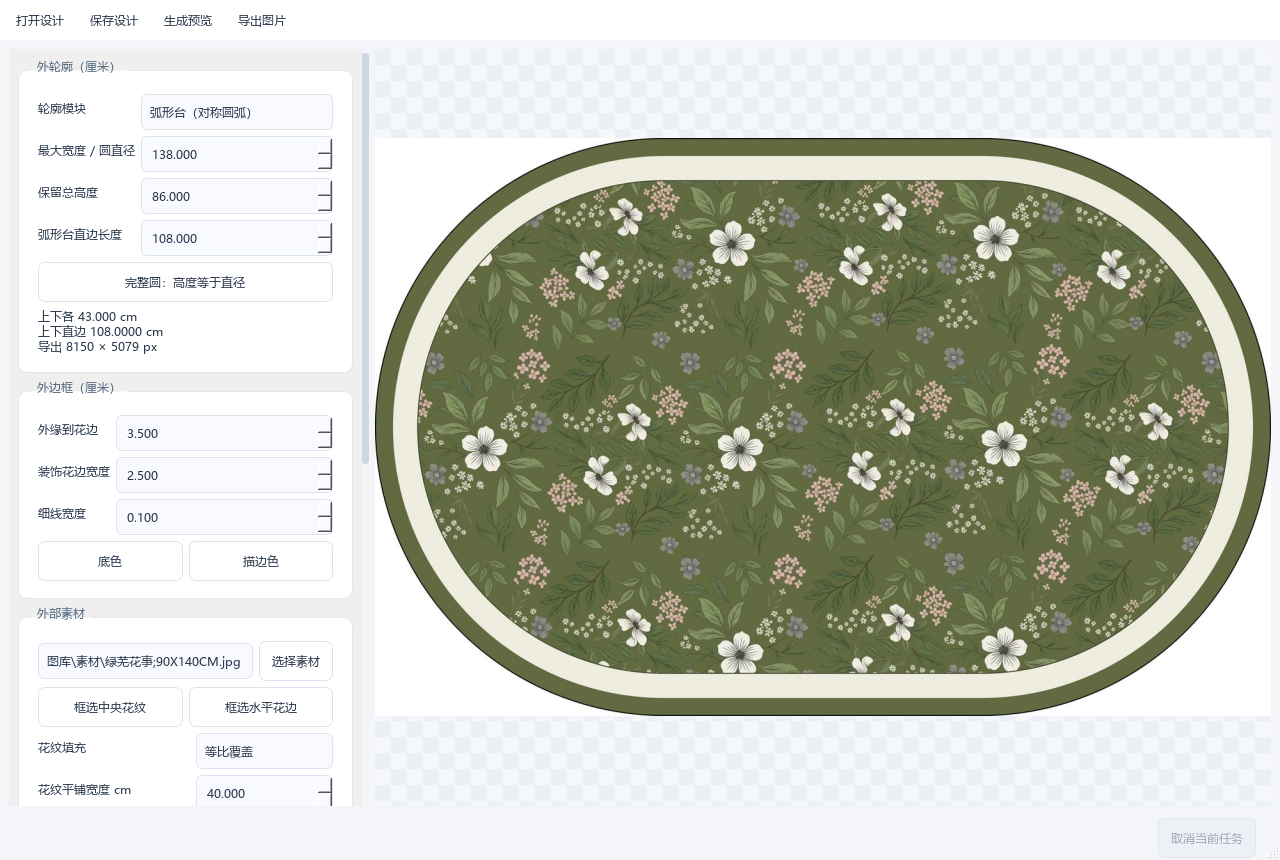 打开设计 保存设计 生成预览 导出图片
外轮廓（厘米）
轮廓模块 弧形台（对称圆弧）
最大宽度 / 圆直径 138.000
保留总高度 86.000
弧形台直边长度 108.000
完整圆：高度等于直径
上下各 43.000 cm
上下直边 108.0000 cm
导出 8150 × 5079 px
外边框（厘米）
外缘到花边 3.500
装饰花边宽度 2.500
细线宽度 0.100
底色 描边色
外部素材
图库\素材\绿芜花事;90X140CM.jpg 选择素材
框选中央花纹 框选水平花边
花纹填充 等比覆盖
花纹平铺宽度 cm 40.000
取消当前任务